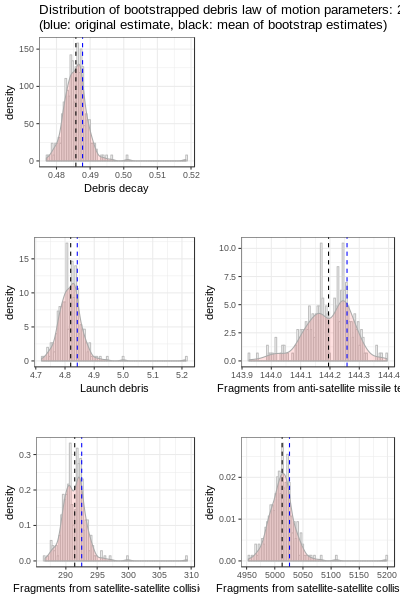 Distribution of bootstrapped debris law of motion parameters:
(blue: original estimate, black: mean of bootstrap estimates)
density
150
100
50
0
0.48 0.49 0.50 0.51 0.52
Debris decay
density
15
10
5
0
4.7 4.8 4.9 5.0 5.1 5.2
Launch debris
density
10.0
7.5
5.0
2.5
0.0
143.9 144.0 144.1 144.2 144.3 144.4
Fragments from anti-satellite missile
density
0.3
0.2
0.1
0.0
290 295 300 305 310
Fragments from satellite-satellite
density
0.02
0.01
0.00
4950 5000 5050 5100 5150 5200
Fragments from satellite-satellite